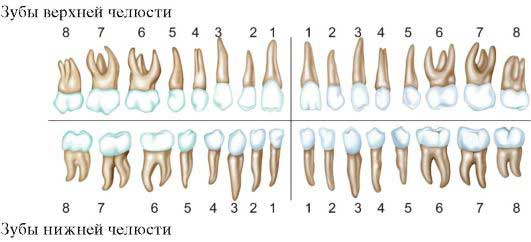 Зубы верхней челюсти
8 7 6 5 4 3 2 1 1 2 3 4 5 6 7 8
8 7 6 5 4 3 2 1 1 2 3 4 5 6 7 8
Зубы нижней челюсти